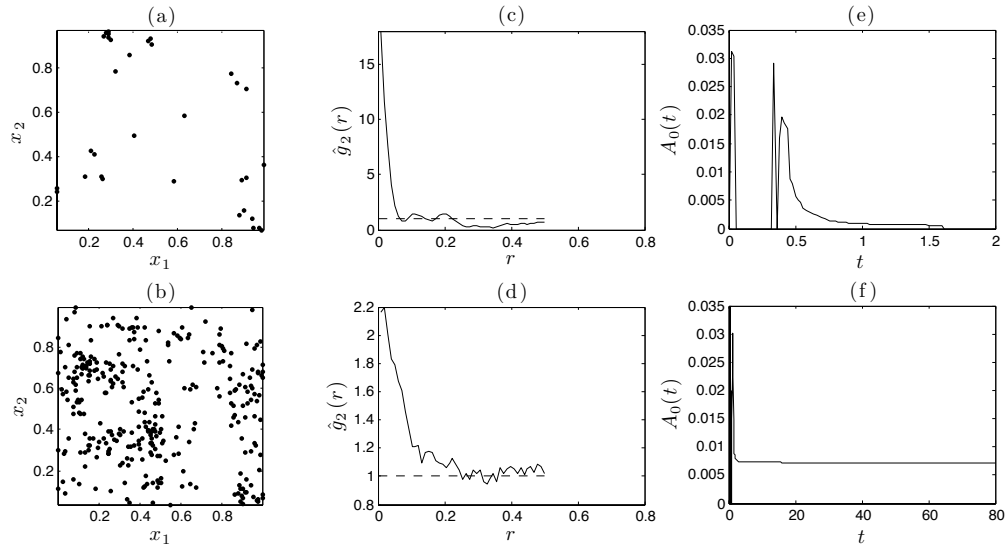 (a)
0.8
0.6
0.4
0.2
x₂
0.2 0.4 0.6 0.8
x₁
(c)
15
10
5
0
ĝ₂(r)
0 0.2 0.4 0.6 0.8
r
(e)
0.035
0.03
0.025
0.02
0.015
0.01
0.005
0
A₀(t)
0 0.5 1 1.5 2
t
(b)
0.8
0.6
0.4
0.2
x₂
0.2 0.4 0.6 0.8
x₁
(d)
2.2
2
1.8
1.6
1.4
1.2
1
0.8
ĝ₂(r)
0 0.2 0.4 0.6 0.8
r
(f)
0.035
0.03
0.025
0.02
0.015
0.01
0.005
0
A₀(t)
0 20 40 60 80
t